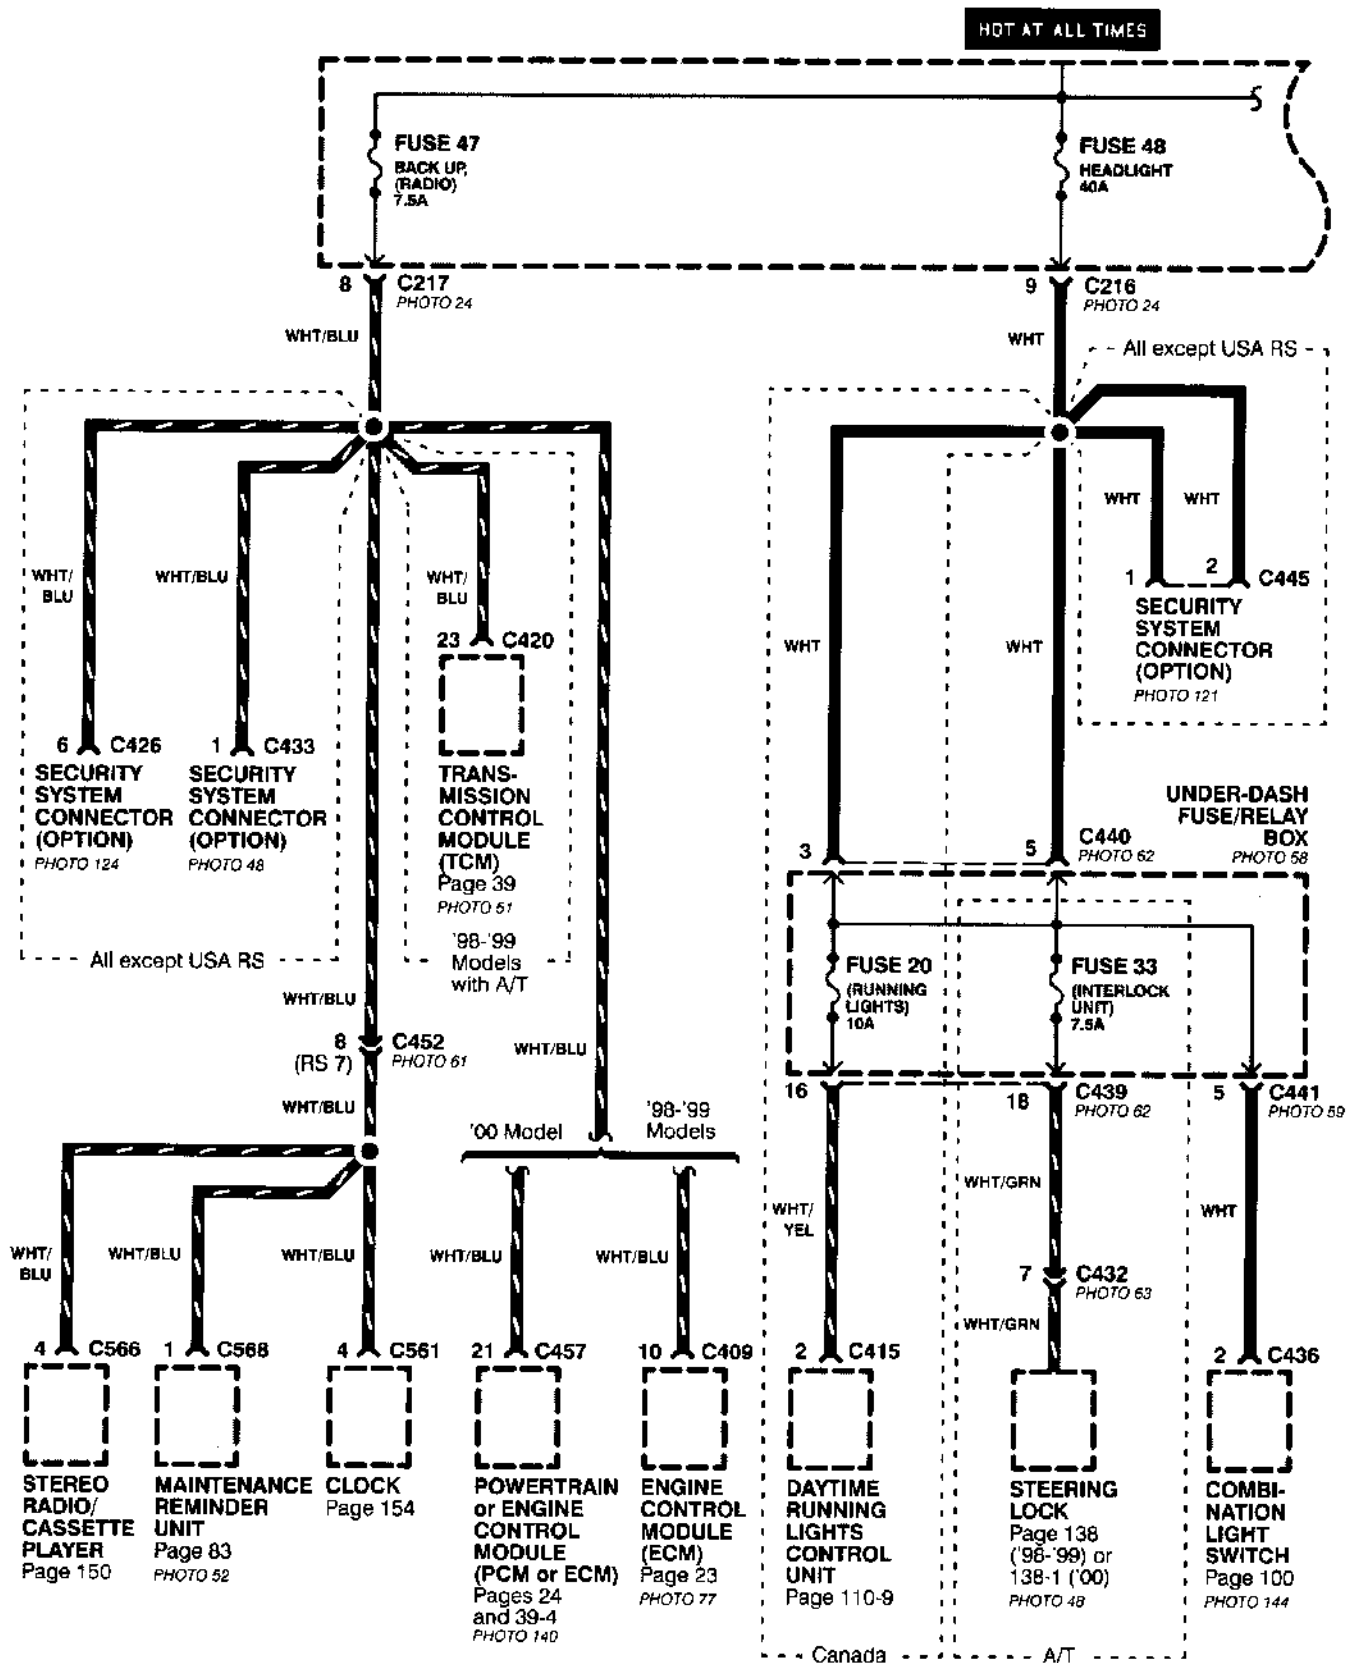 HOT AT ALL TIMES
FUSE 47
BACK UP,
(RADIO)
7.5A
FUSE 48
HEADLIGHT
40A
8
C217
PHOTO 24
9
C216
PHOTO 24
WHT/BLU
WHT
All except USA RS
WHT/
BLU
WHT/BLU
WHT/
BLU
WHT
WHT
1
2
C445
SECURITY
SYSTEM
CONNECTOR
(OPTION)
PHOTO 121
23
C420
WHT
WHT
6
C426
SECURITY
SYSTEM
CONNECTOR
(OPTION)
PHOTO 124
1
C433
SECURITY
SYSTEM
CONNECTOR
(OPTION)
PHOTO 48
TRANS-
MISSION
CONTROL
MODULE
(TCM)
Page 39
PHOTO 51
'98-'99
Models
with A/T
All except USA RS
UNDER-DASH
FUSE/RELAY
BOX
PHOTO 58
3
5
C440
PHOTO 62
FUSE 20
(RUNNING
LIGHTS)
10A
FUSE 33
(INTERLOCK
UNIT)
7.5A
WHT/BLU
8
(RS 7)
C452
PHOTO 61
WHT/BLU
WHT/BLU
16
18
C439
PHOTO 62
5
C441
PHOTO 59
'00 Model
'98-'99
Models
WHT/
BLU
WHT/BLU
WHT/BLU
WHT/BLU
WHT/BLU
WHT/
YEL
WHT/GRN
WHT
7
C432
PHOTO 63
WHT/GRN
4
C566
1
C568
4
C561
21
C457
10
C409
2
C415
2
C436
STEREO
RADIO/
CASSETTE
PLAYER
Page 150
MAINTENANCE
REMINDER
UNIT
Page 83
PHOTO 52
CLOCK
Page 154
POWERTRAIN
or ENGINE
CONTROL
MODULE
(PCM or ECM)
Pages 24
and 39-4
PHOTO 140
ENGINE
CONTROL
MODULE
(ECM)
Page 23
PHOTO 77
DAYTIME
RUNNING
LIGHTS
CONTROL
UNIT
Page 110-9
STEERING
LOCK
Page 138
('98-'99) or
138-1 ('00)
PHOTO 48
COMBI-
NATION
LIGHT
SWITCH
Page 100
PHOTO 144
Canada
A/T